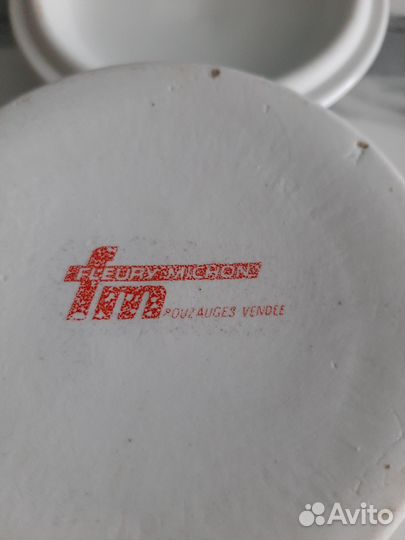 FLEURY MICHON
fm
POUZAUGES VENDEE
Avito